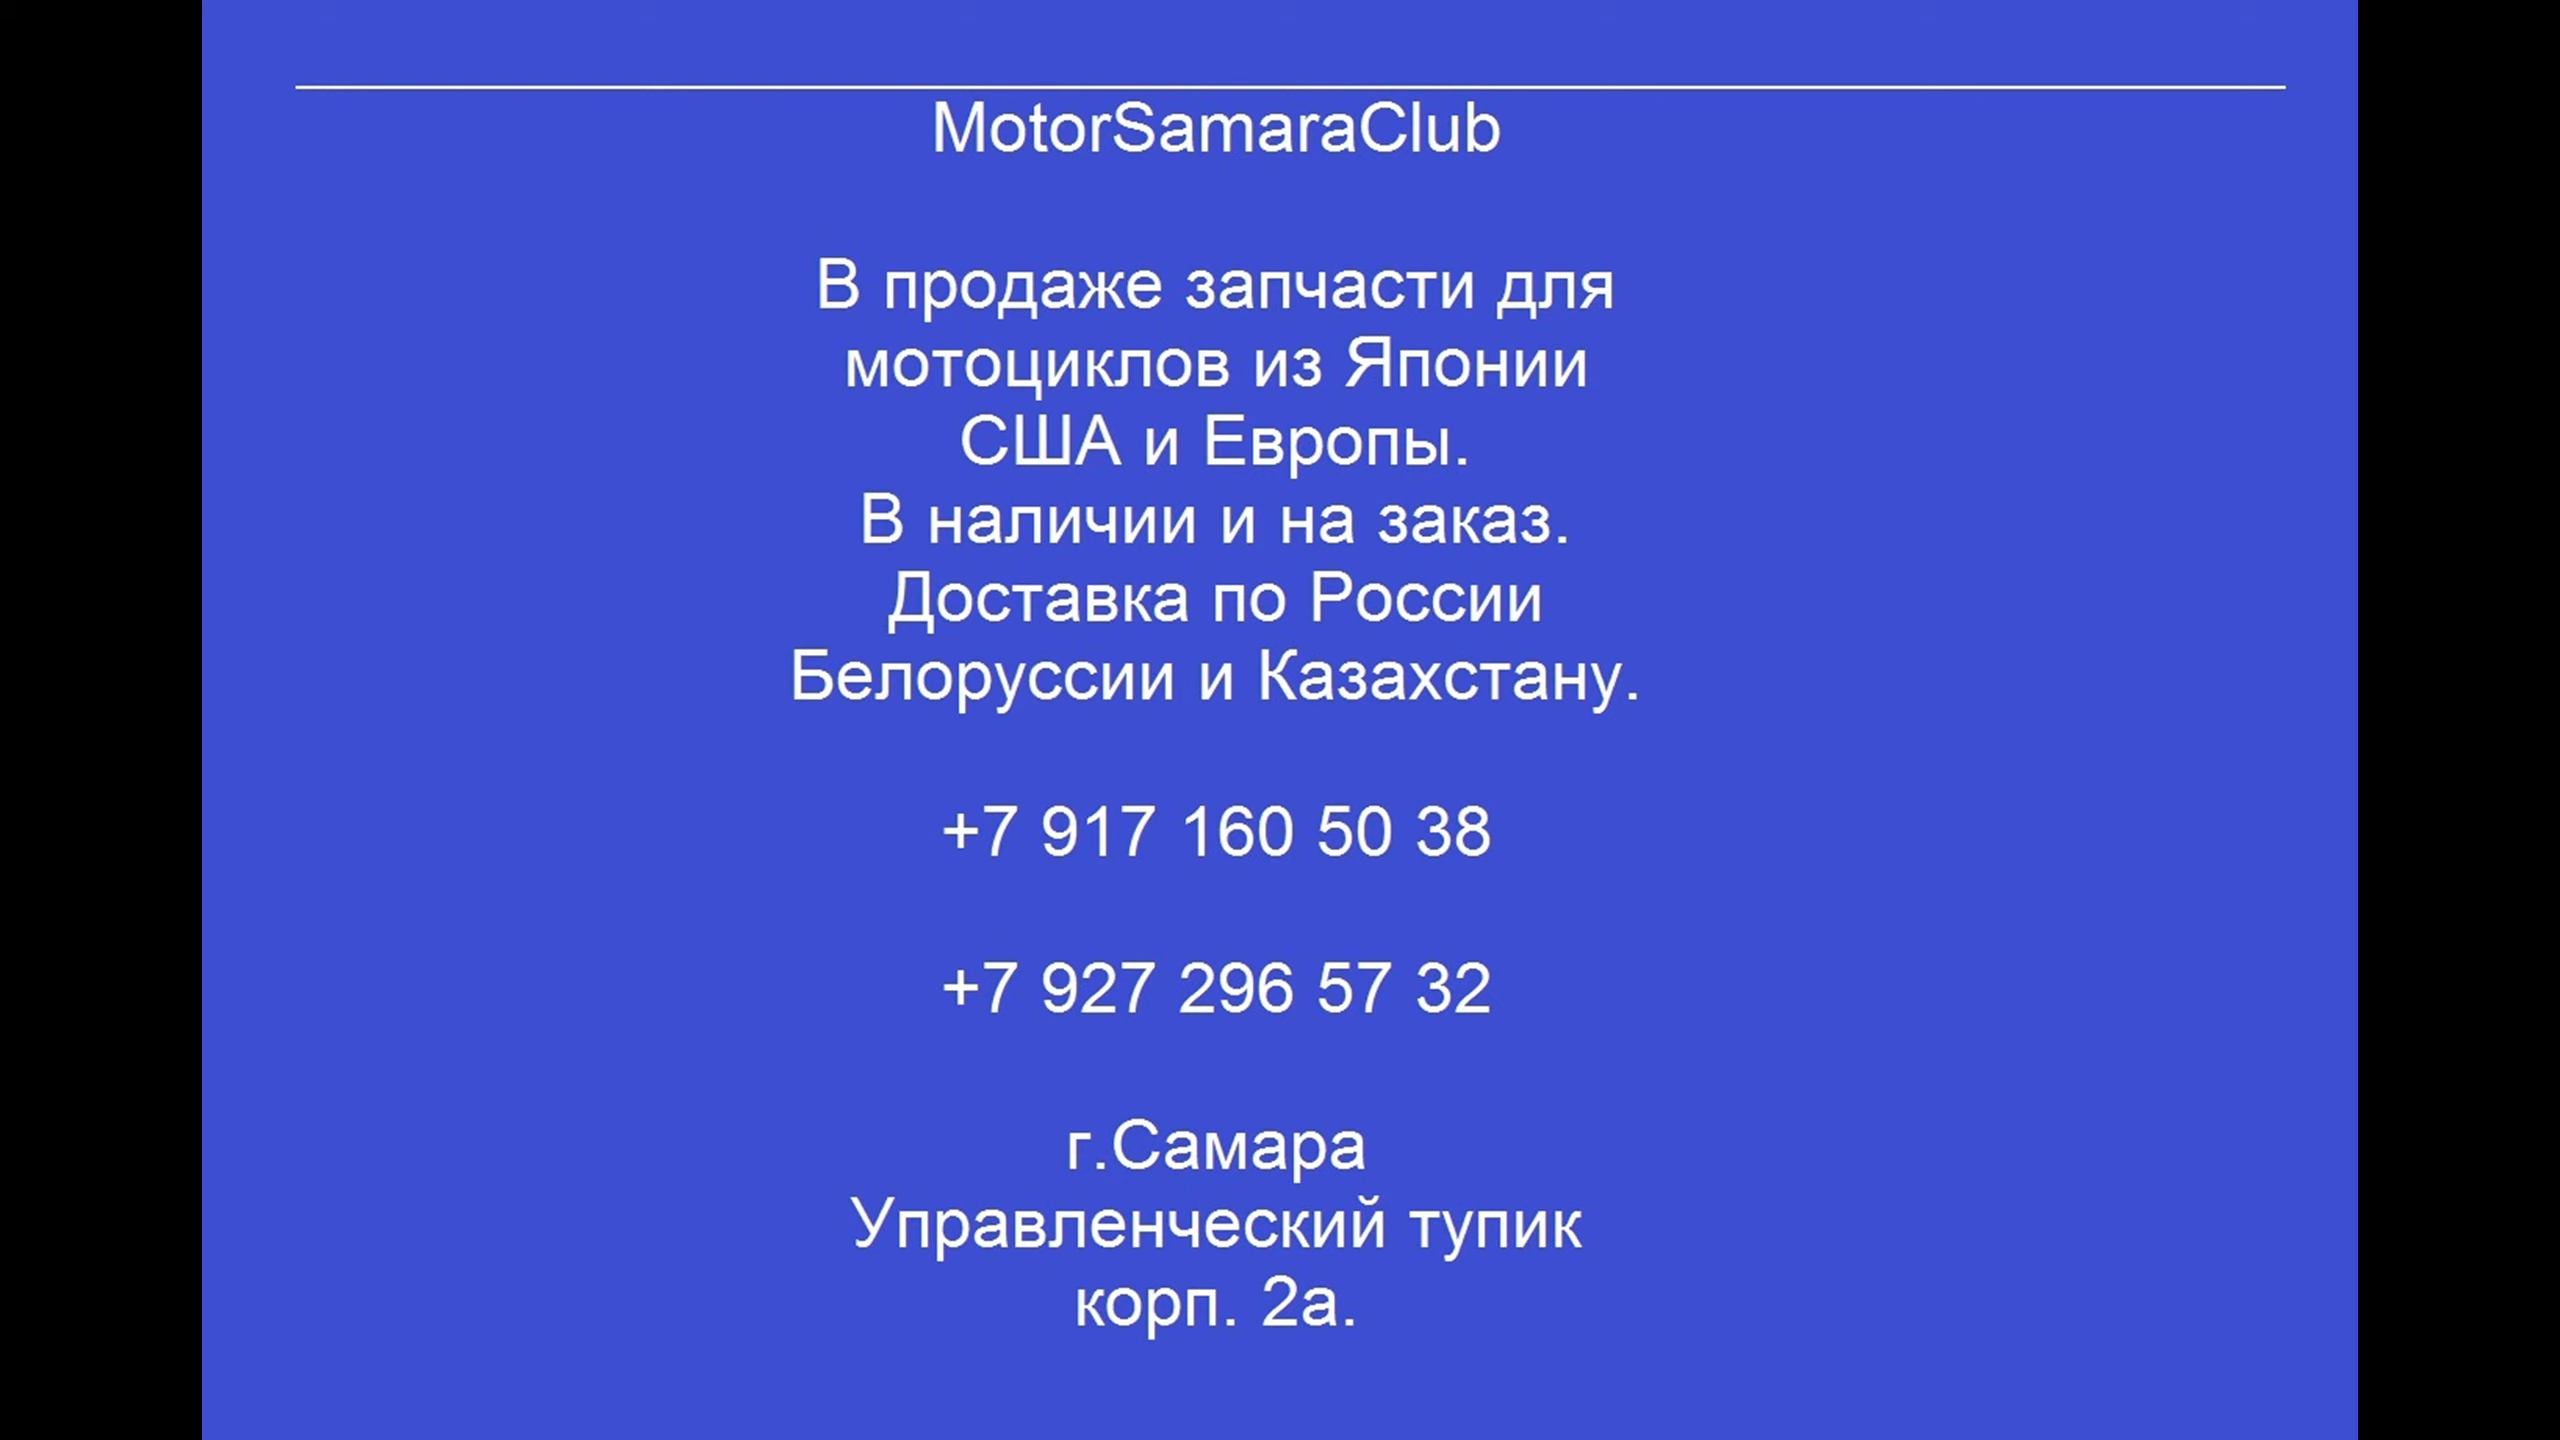 MotorSamaraClub
В продаже запчасти для
мотоциклов из Японии
США и Европы.
В наличии и на заказ.
Доставка по России
Белоруссии и Казахстану.
+7 917 160 50 38
+7 927 296 57 32
г.Самара
Управленческий тупик
корп. 2а.